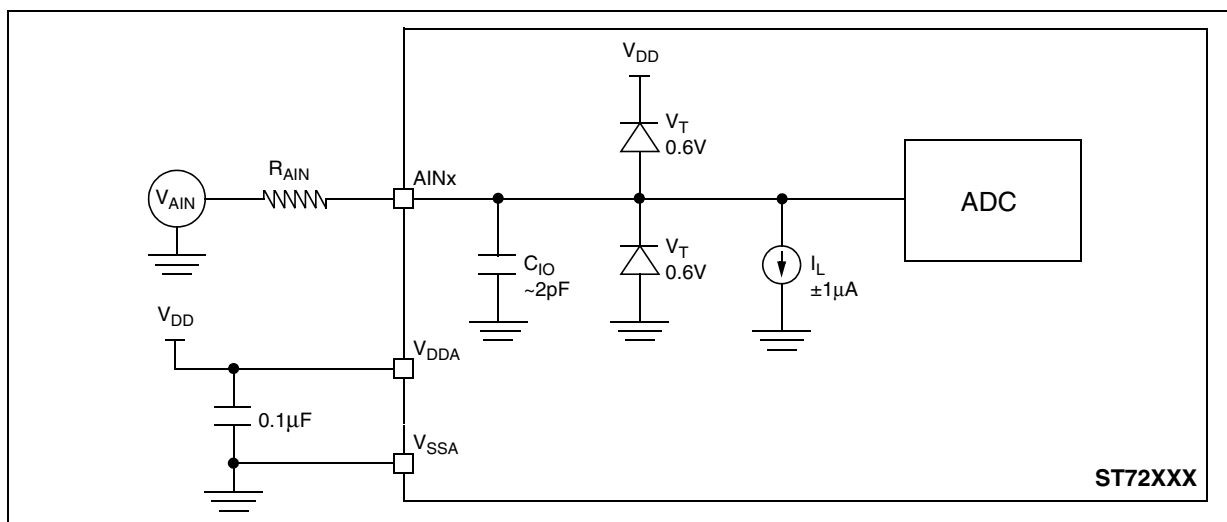 V_DD
V_T
0.6V
R_AIN
AINx
V_AIN
ADC
C_IO
~2pF
V_T
0.6V
I_L
±1μA
V_DD
V_DDA
0.1μF
V_SSA
ST72XXX